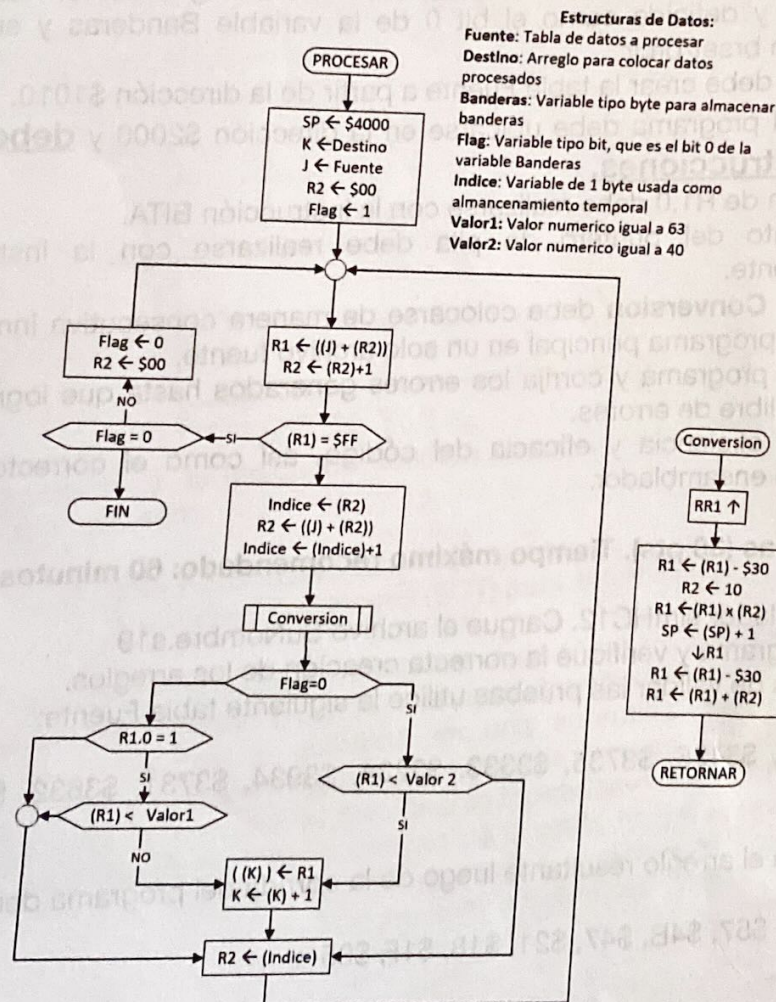 Estructuras de Datos:
Fuente: Tabla de datos a procesar
Destino: Arreglo para colocar datos
procesados
Banderas: Variable tipo byte para almacenar
banderas
Flag: Variable tipo bit, que es el bit 0 de la
variable Banderas
Indice: Variable de 1 byte usada como
almancenamiento temporal
Valor1: Valor numerico igual a 63
Valor2: Valor numerico igual a 40
PROCESAR
SP ← $4000
K ←Destino
J ← Fuente
R2 ← $00
Flag ← 1
Flag ← 0
R2 ← $00
R1 ← ((J) + (R2))
R2 ← (R2)+1
NO
Flag = 0
SI
(R1) = $FF
FIN
Indice ← (R2)
R2 ← ((J) + (R2))
Indice ← (Indice)+1
Conversion
Flag=0
SI
R1.0 = 1
SI
(R1) < Valor1
NO
(R1) < Valor 2
SI
( (K) ) ← R1
K ← (K) + 1
R2 ← (Indice)
Conversion
RR1 ↑
R1 ← (R1) - $30
R2 ← 10
R1 ←(R1) x (R2)
SP ← (SP) + 1
↓R1
R1 ← (R1) - $30
R1 ← (R1) + (R2)
RETORNAR